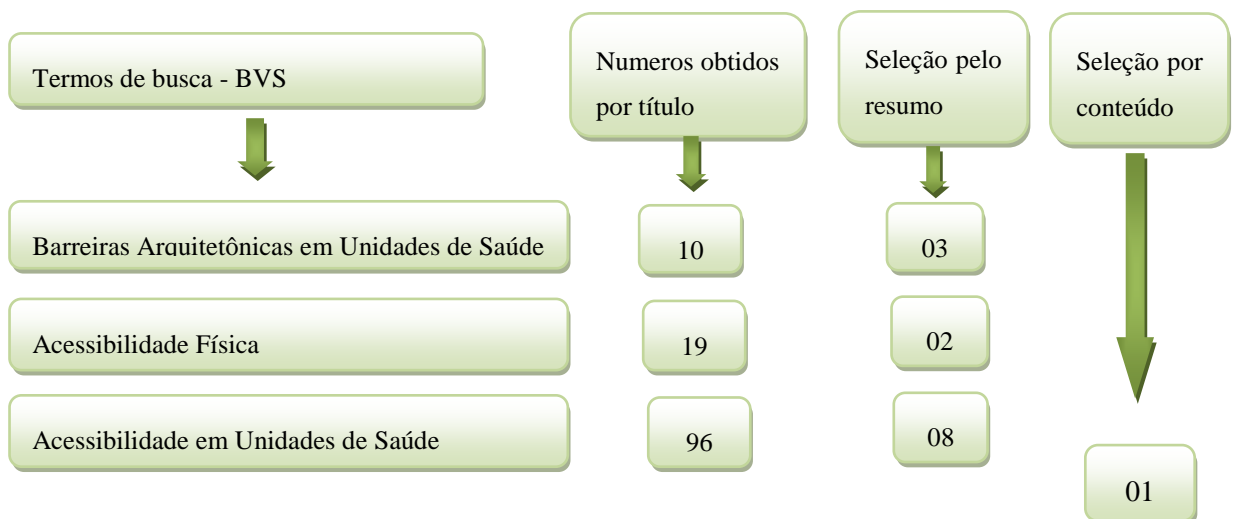 Termos de busca - BVS
Numeros obtidos
por título
Seleção pelo
resumo
Seleção por
conteúdo
Barreiras Arquitetônicas em Unidades de Saúde
10
03
Acessibilidade Física
19
02
Acessibilidade em Unidades de Saúde
96
08
01